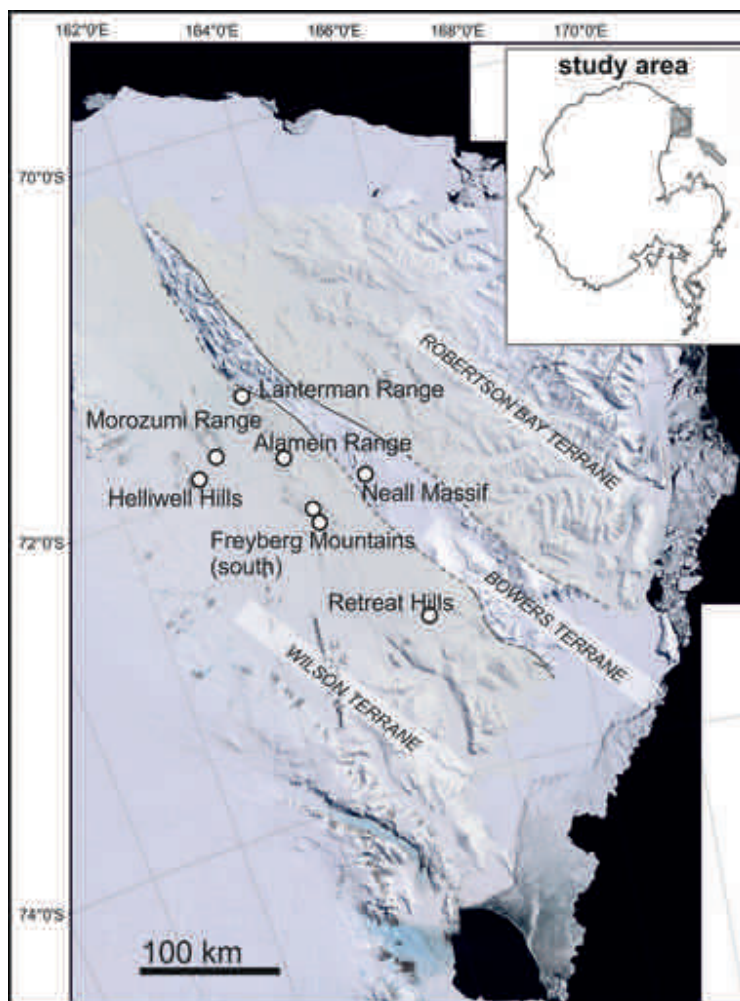 162°0'E 164°0'E 166°0'E 168°0'E 170°0'E
study area
70°0'S
ROBERTSON BAY TERRANE
Lanterman Range
Morozumi Range
Alamein Range
Neall Massif
Helliwell Hills
72°0'S
Freyberg Mountains
(south)
Retreat Hills
BOWERS TERRANE
WILSON TERRANE
74°0'S
100 km